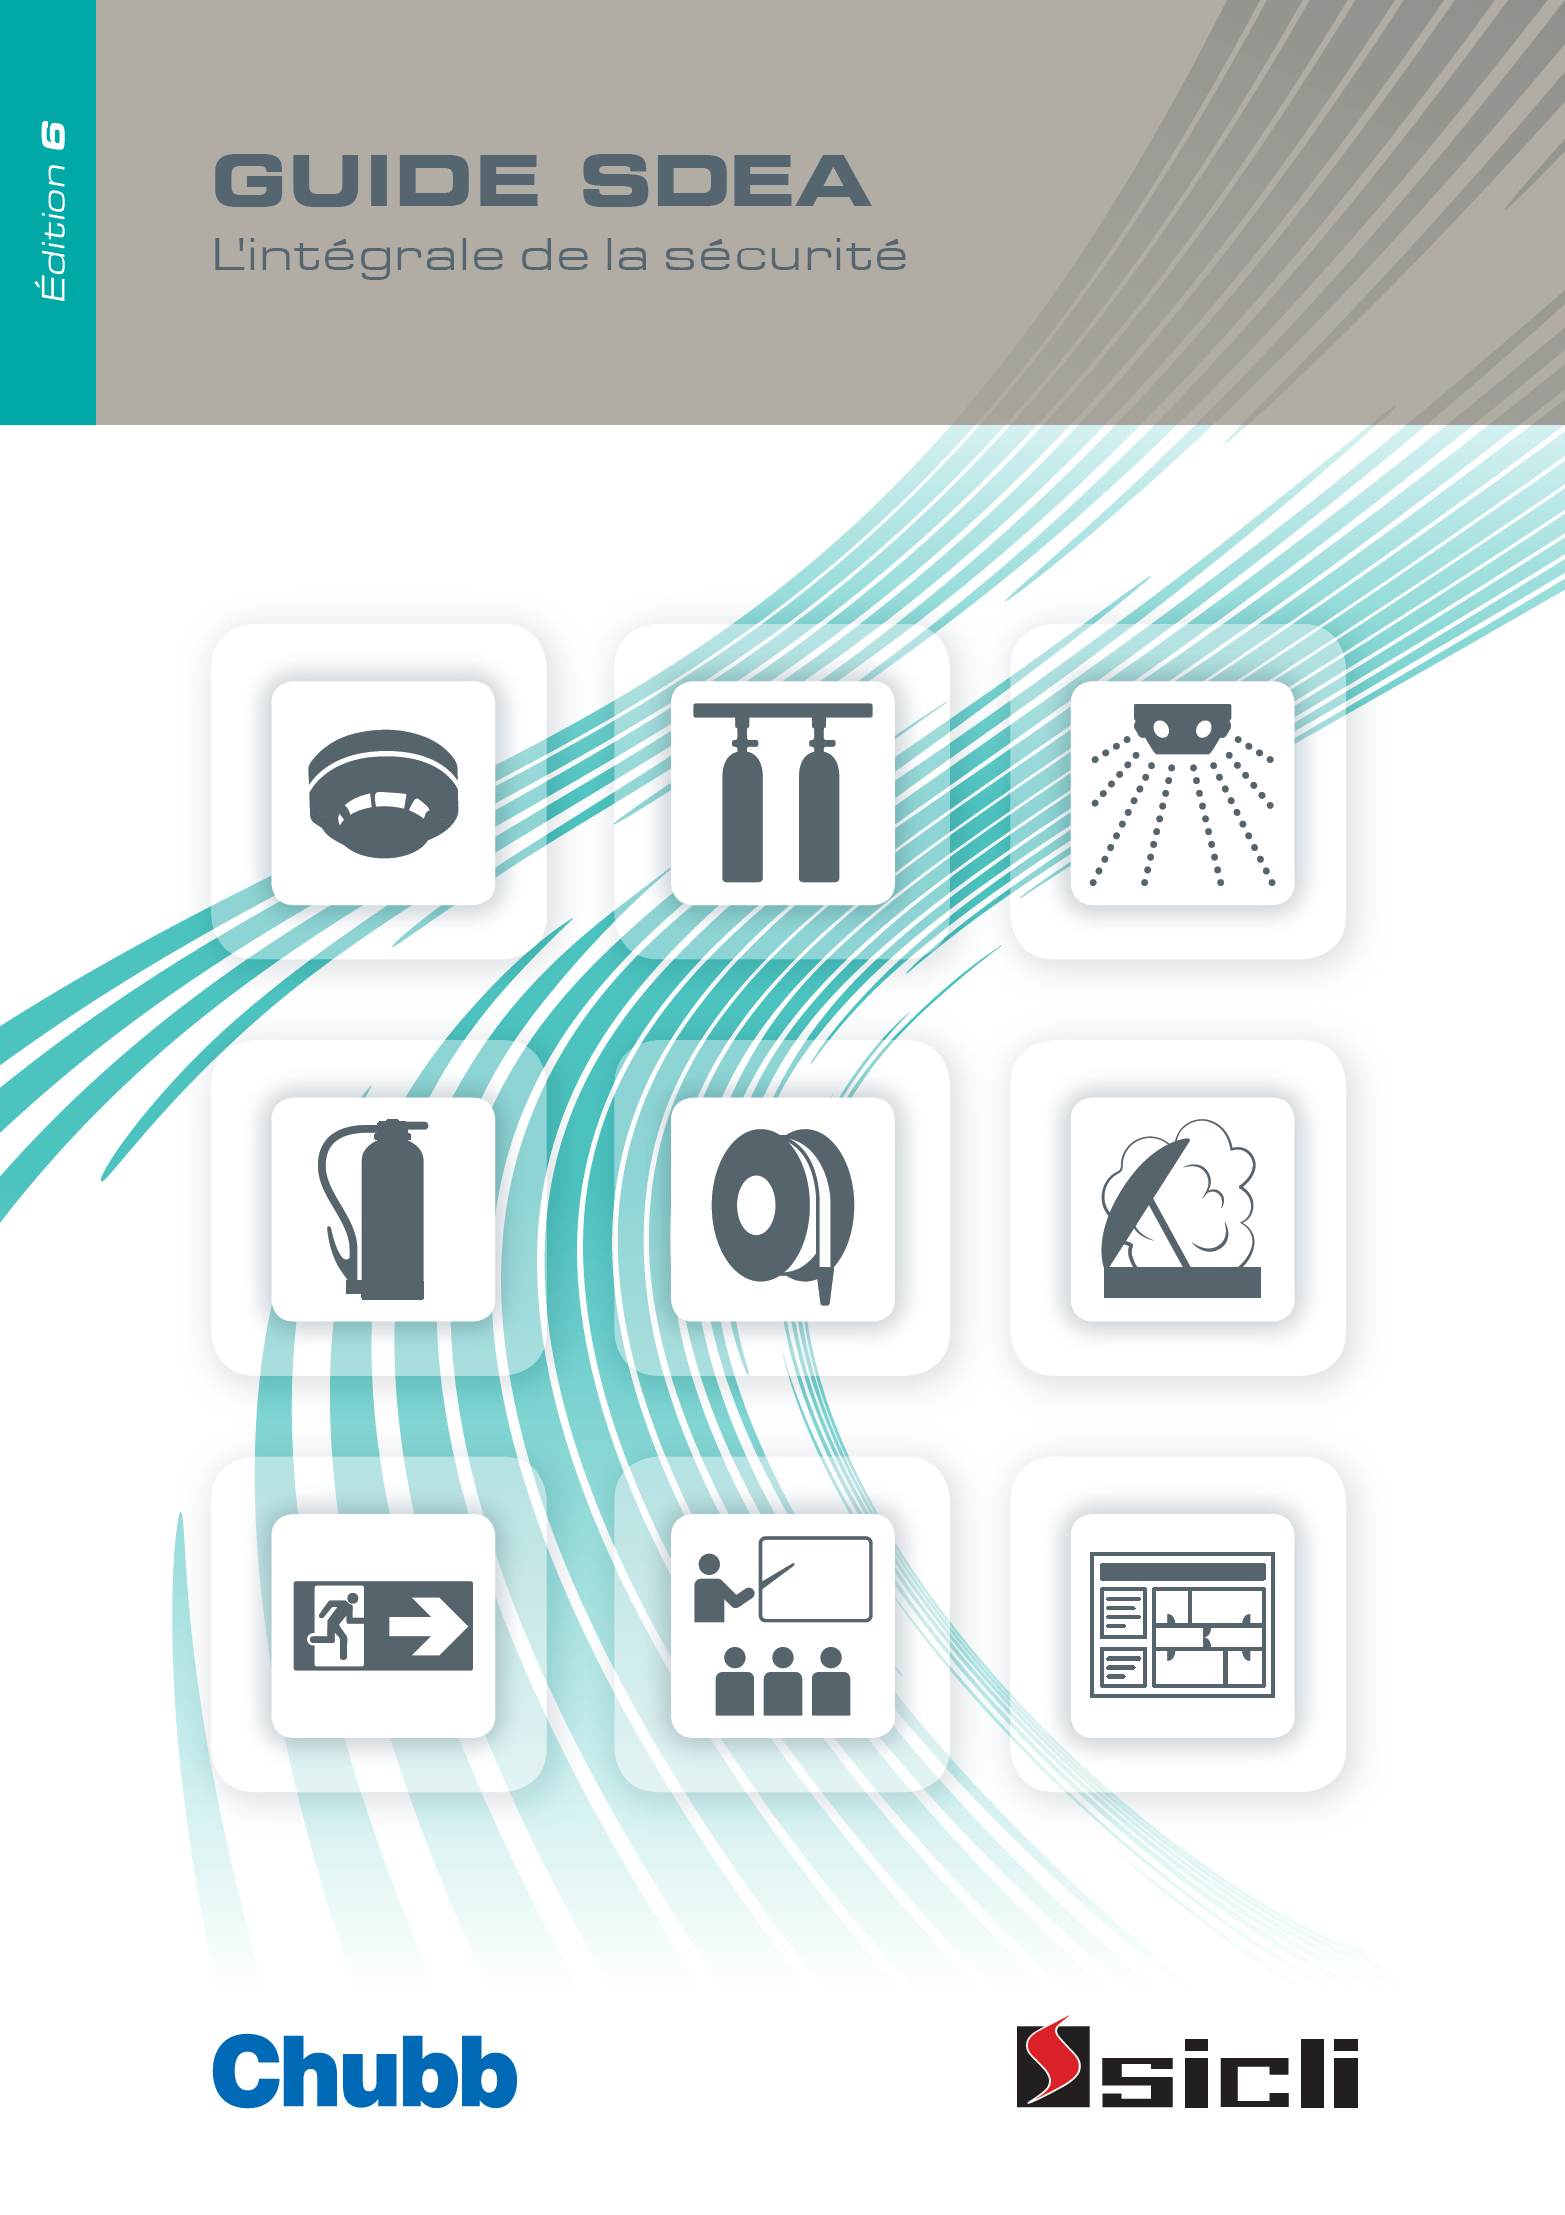 Édition 6
GUIDE SDEA
L'intégrale de la sécurité
Chubb
sicli